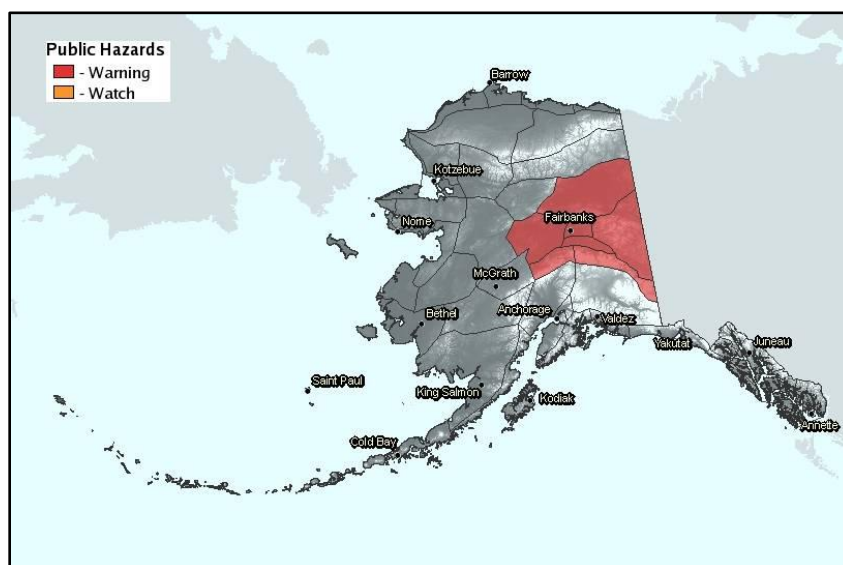 Public Hazards
- Warning
- Watch
Barrow
Kotzebue
Nome
Fairbanks
McGrath
Anchorage
Valdez
Bethel
Yakutat
Juneau
Saint Paul
King Salmon
Kodiak
Annette
Cold Bay